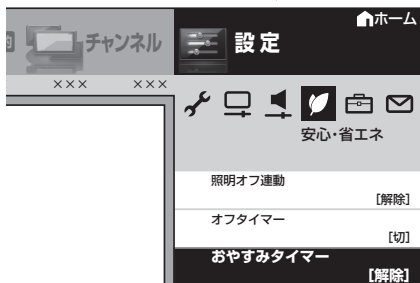 ホーム
チャンネル
設定
××× ×××
安心・省エネ
照明オフ連動
[解除]
オフタイマー
[切]
おやすみタイマー
[解除]